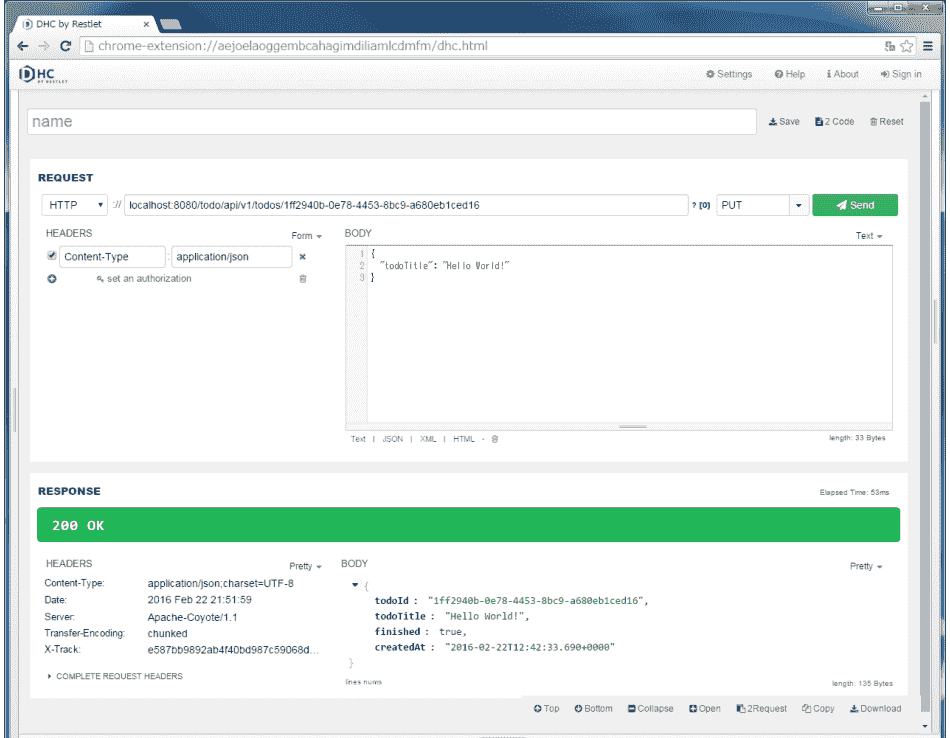 DHC by Restlet
chrome-extension://aejoelaoggembcahagimdiliamlcdmfm/dhc.html
DHC
BY RESTLET
Settings Help About Sign in
name
Save 2 Code Reset
REQUEST
HTTP :// localhost:8080/todo/api/v1/todos/1ff2940b-0e78-4453-8bc9-a680eb1ced16 ? [0] PUT Send
HEADERS Form
BODY Text
Content-Type : application/json
set an authorization
1 {
2 "todoTitle": "Hello World!"
3 }
Text | JSON | XML | HTML - length: 33 Bytes
RESPONSE
Elapsed Time: 53ms
200 OK
HEADERS Pretty
Content-Type: application/json;charset=UTF-8
Date: 2016 Feb 22 21:51:59
Server: Apache-Coyote/1.1
Transfer-Encoding: chunked
X-Track: e587bb9892ab4f40bd987c59068d...
COMPLETE REQUEST HEADERS
BODY Pretty
{
todoId : "1ff2940b-0e78-4453-8bc9-a680eb1ced16",
todoTitle : "Hello World!",
finished : true,
createdAt : "2016-02-22T12:42:33.690+0000"
}
lines nums length: 135 Bytes
Top Bottom Collapse Open 2Request Copy Download